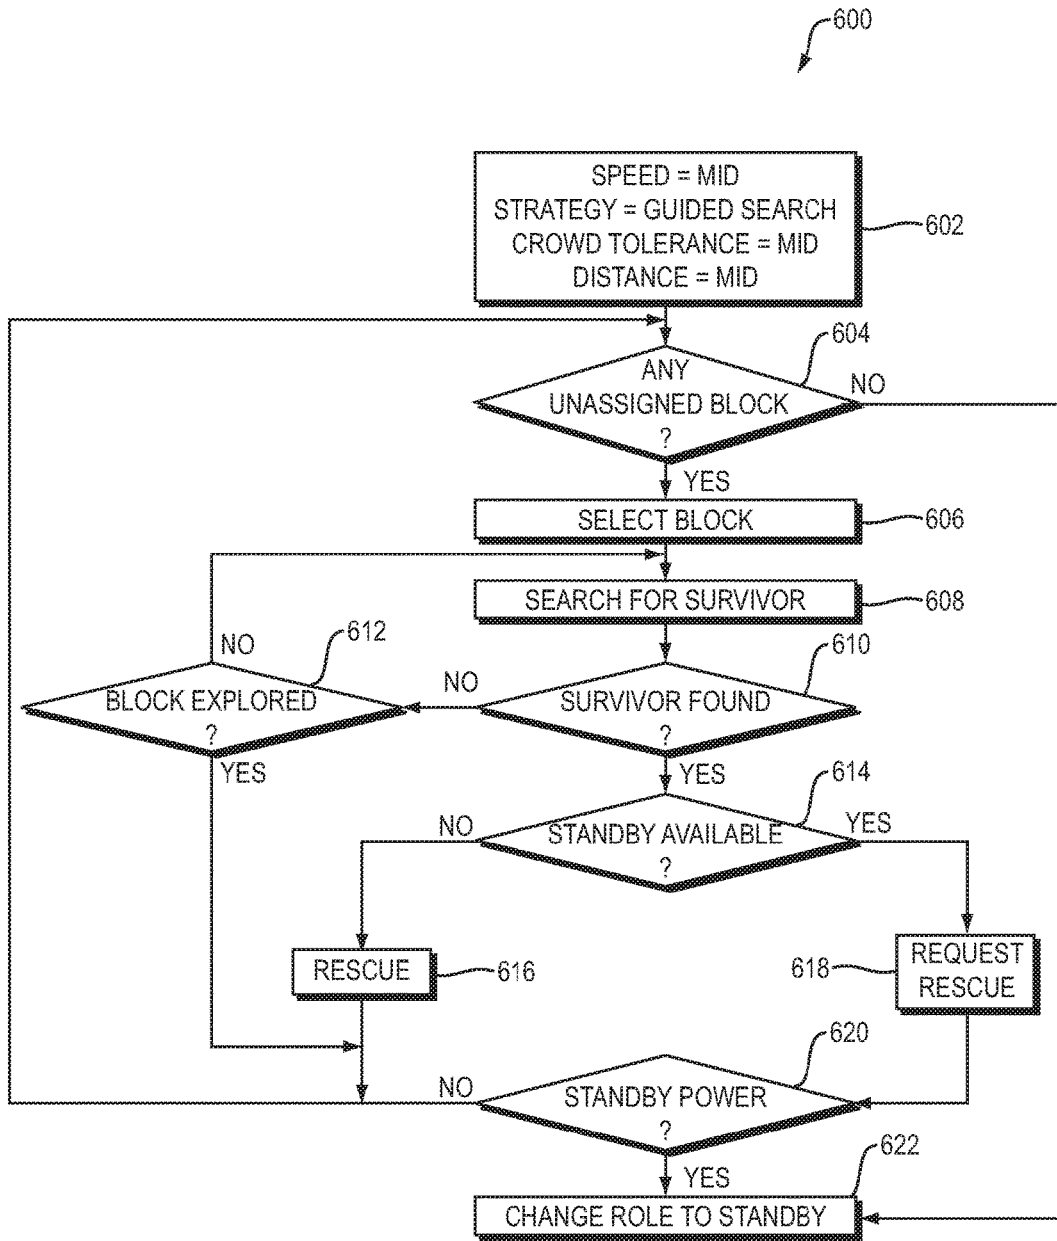 600
SPEED = MID
STRATEGY = GUIDED SEARCH
CROWD TOLERANCE = MID
DISTANCE = MID
602
604
ANY
UNASSIGNED BLOCK
?
NO
YES
SELECT BLOCK
606
SEARCH FOR SURVIVOR
608
612
NO
BLOCK EXPLORED
?
YES
610
NO
SURVIVOR FOUND
?
YES
614
NO
STANDBY AVAILABLE
?
YES
RESCUE
616
618
REQUEST
RESCUE
620
NO
STANDBY POWER
?
YES
622
CHANGE ROLE TO STANDBY